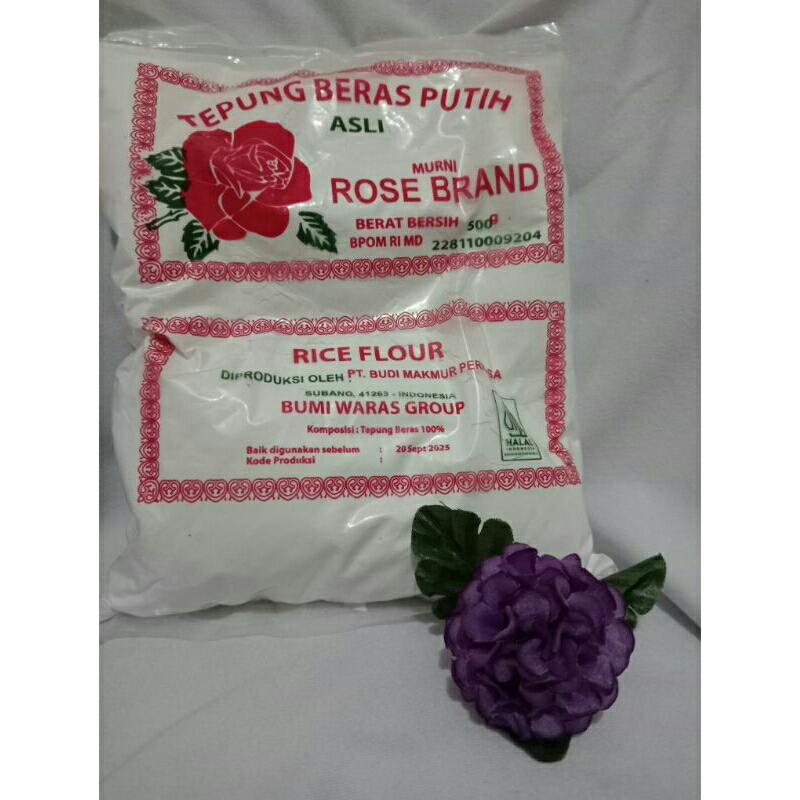 TEPUNG BERAS PUTIH
ASLI
MURNI
ROSE BRAND
BERAT BERSIH 500g
BPOM RI MD 228110009204
RICE FLOUR
DIPRODUKSI OLEH : PT. BUDI MAKMUR
SUBANG, 41263 - INDONESIA
BUMI WARAS GROUP
Komposisi : Tepung Beras 100%
Baik digunakan sebelum : 20 Sept 2025
Kode Produksi :
HALAL
INDONESIA